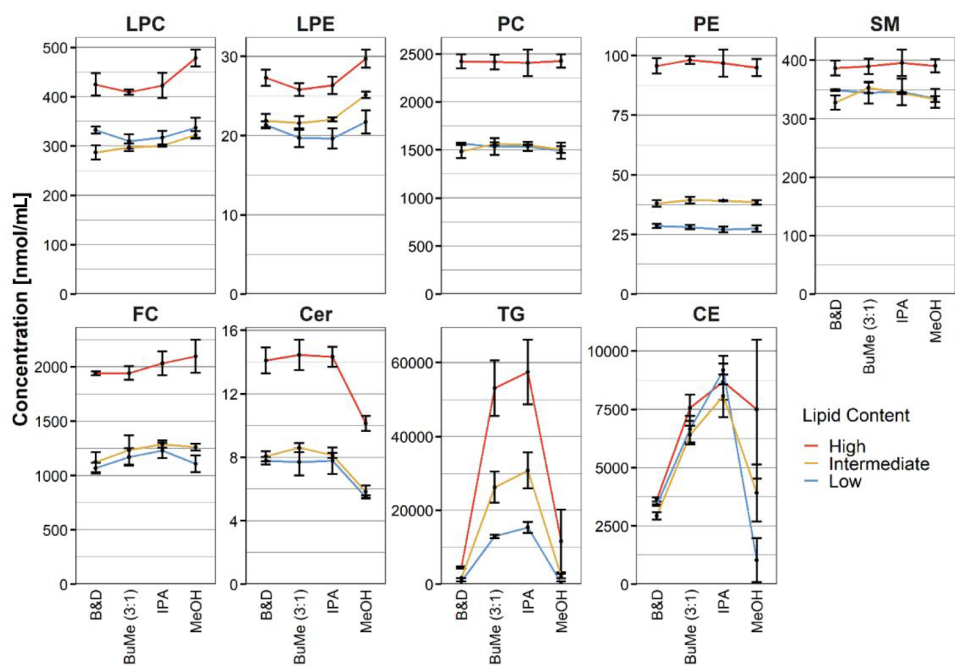 LPC LPE PC PE SM
500 400 300 200 100 0
30 20 10 0
2500 2000 1500 1000 500 0
100 75 50 25 0
400 300 200 100 0
Concentration [nmol/mL]
B&D BuMe (3:1) IPA MeOH
FC Cer TG CE
2000 1500 1000 500 0
16 12 8 4 0
60000 40000 20000 0
10000 7500 5000 2500 0
B&D BuMe (3:1) IPA MeOH
B&D BuMe (3:1) IPA MeOH
B&D BuMe (3:1) IPA MeOH
B&D BuMe (3:1) IPA MeOH
Lipid Content
High
Intermediate
Low